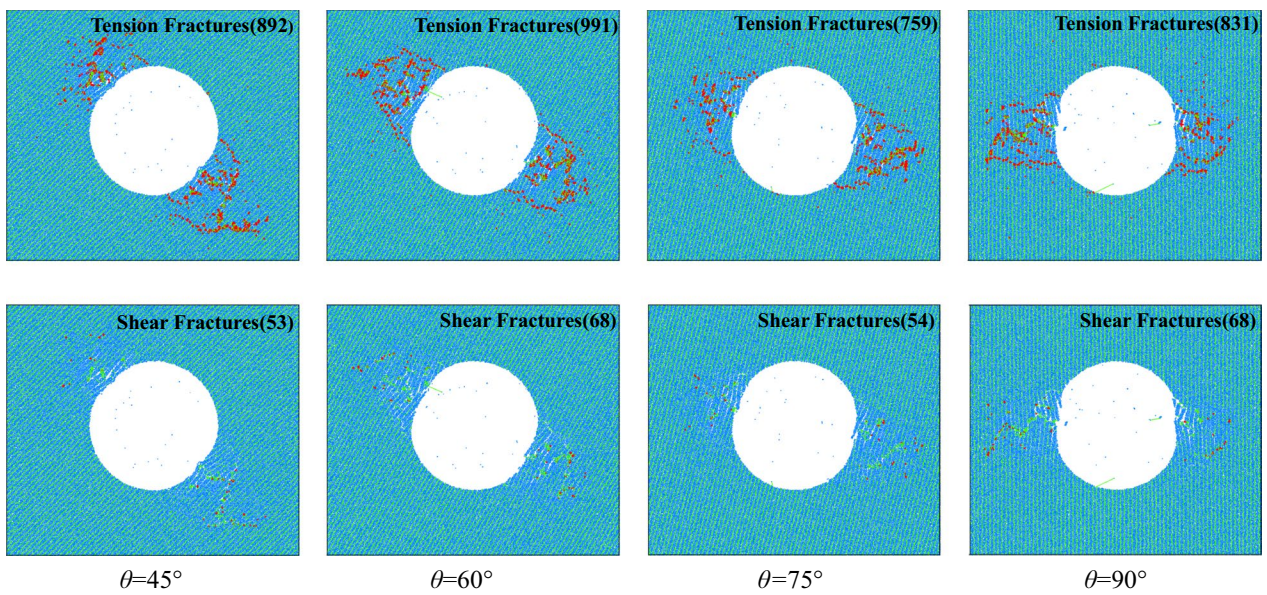 Tension Fractures(892)
Tension Fractures(991)
Tension Fractures(759)
Tension Fractures(831)
Shear Fractures(53)
Shear Fractures(68)
Shear Fractures(54)
Shear Fractures(68)
θ=45°
θ=60°
θ=75°
θ=90°